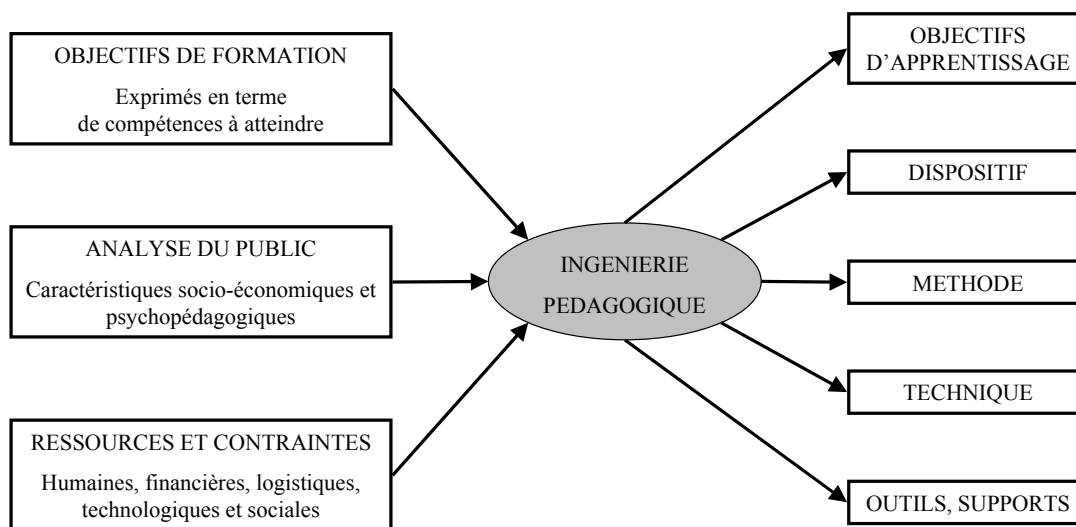 OBJECTIFS DE FORMATION
Exprimés en terme
de compétences à atteindre
ANALYSE DU PUBLIC
Caractéristiques socio-économiques et
psychopédagogiques
RESSOURCES ET CONTRAINTES
Humaines, financières, logistiques,
technologiques et sociales
INGENIERIE
PEDAGOGIQUE
OBJECTIFS
D’APPRENTISSAGE
DISPOSITIF
METHODE
TECHNIQUE
OUTILS, SUPPORTS